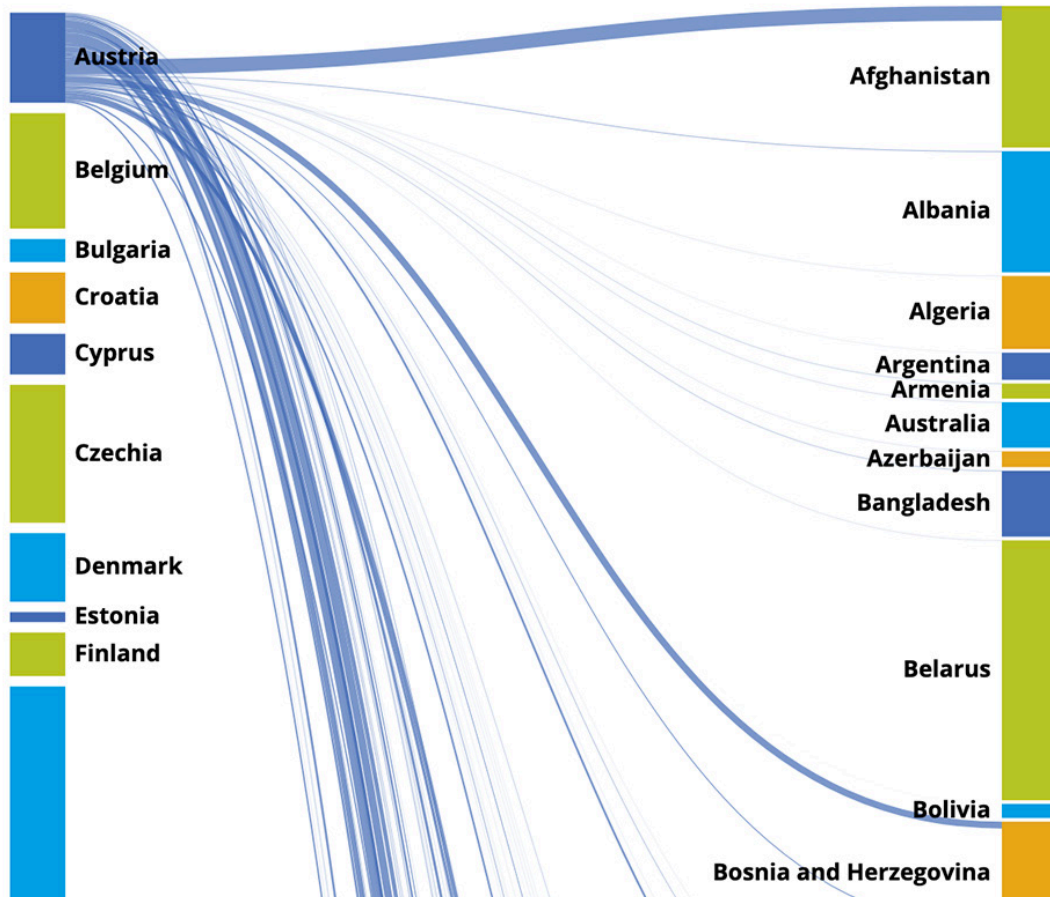 Austria
Belgium
Bulgaria
Croatia
Cyprus
Czechia
Denmark
Estonia
Finland
Afghanistan
Albania
Algeria
Argentina
Armenia
Australia
Azerbaijan
Bangladesh
Belarus
Bolivia
Bosnia and Herzegovina